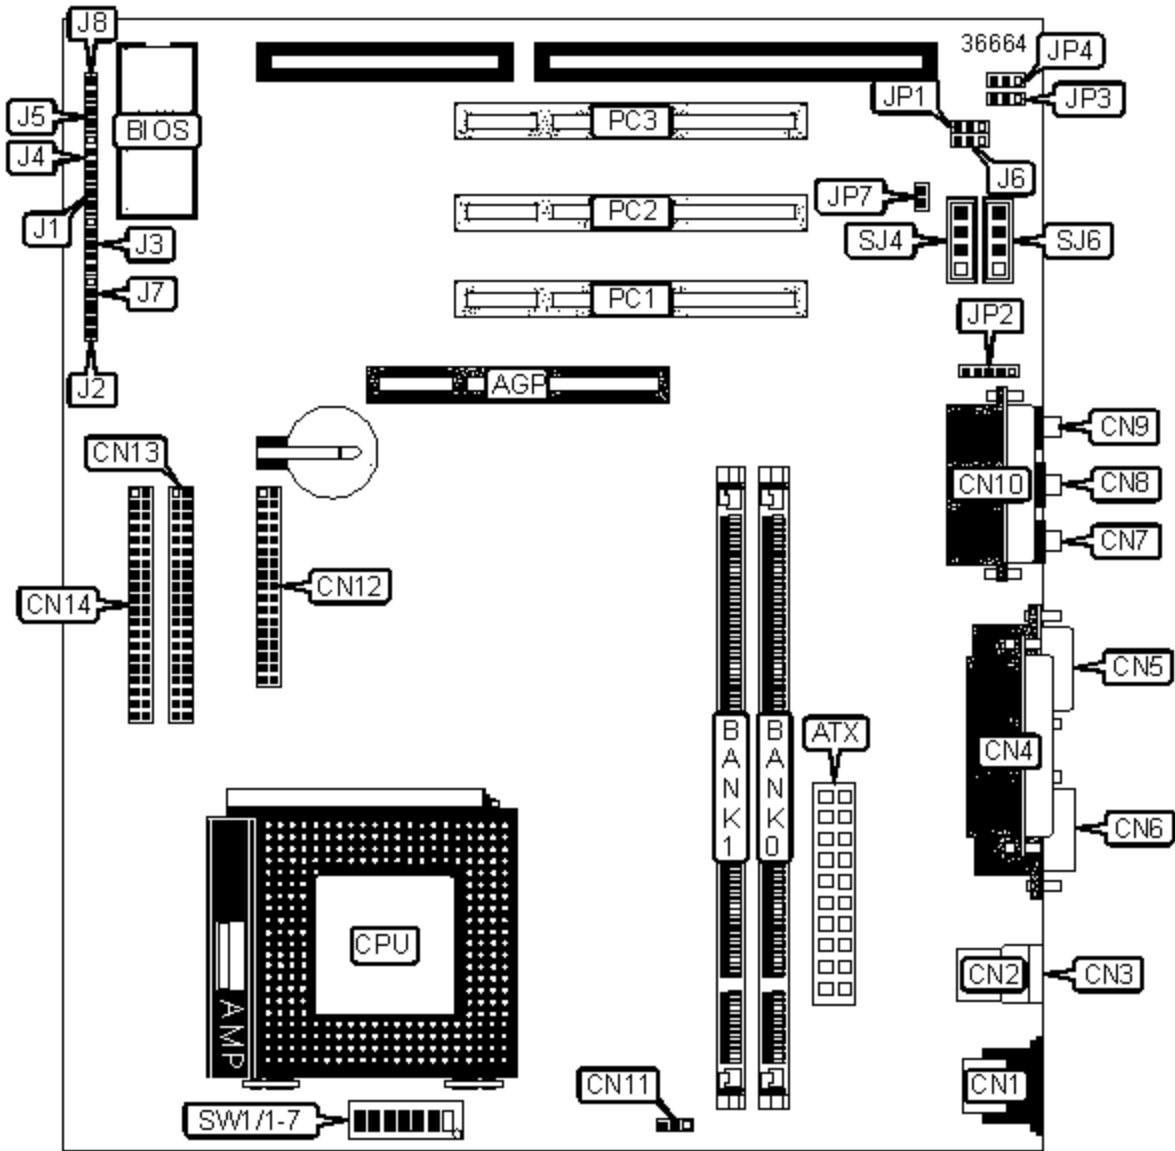 J8
36664
JP4
JP1
JP3
J5
BIOS
PC3
J4
J6
JP7
J1
PC2
SJ4
SJ6
J3
J7
PC1
JP2
J2
AGP
CN9
CN13
CN10
CN8
CN7
CN12
CN14
CN5
BANK1
BANK0
ATX
CN4
CN6
CPU
CN2
CN3
AMP
CN11
CN1
SW1/1-7